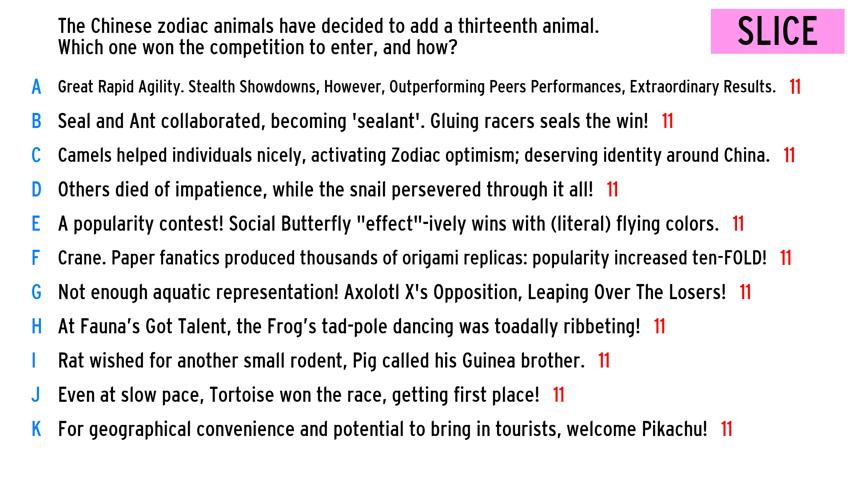 The Chinese zodiac animals have decided to add a thirteenth animal.
Which one won the competition to enter, and how?
SLICE
A Great Rapid Agility. Stealth Showdowns, However, Outperforming Peers Performances, Extraordinary Results. 11
B Seal and Ant collaborated, becoming 'sealant'. Gluing racers seals the win! 11
C Camels helped individuals nicely, activating Zodiac optimism; deserving identity around China. 11
D Others died of impatience, while the snail persevered through it all! 11
E A popularity contest! Social Butterfly "effect"-ively wins with (literal) flying colors. 11
F Crane. Paper fanatics produced thousands of origami replicas: popularity increased ten-FOLD! 11
G Not enough aquatic representation! Axolotl X's Opposition, Leaping Over The Losers! 11
H At Fauna's Got Talent, the Frog's tad-pole dancing was toadally ribbeting! 11
I Rat wished for another small rodent, Pig called his Guinea brother. 11
J Even at slow pace, Tortoise won the race, getting first place! 11
K For geographical convenience and potential to bring in tourists, welcome Pikachu! 11